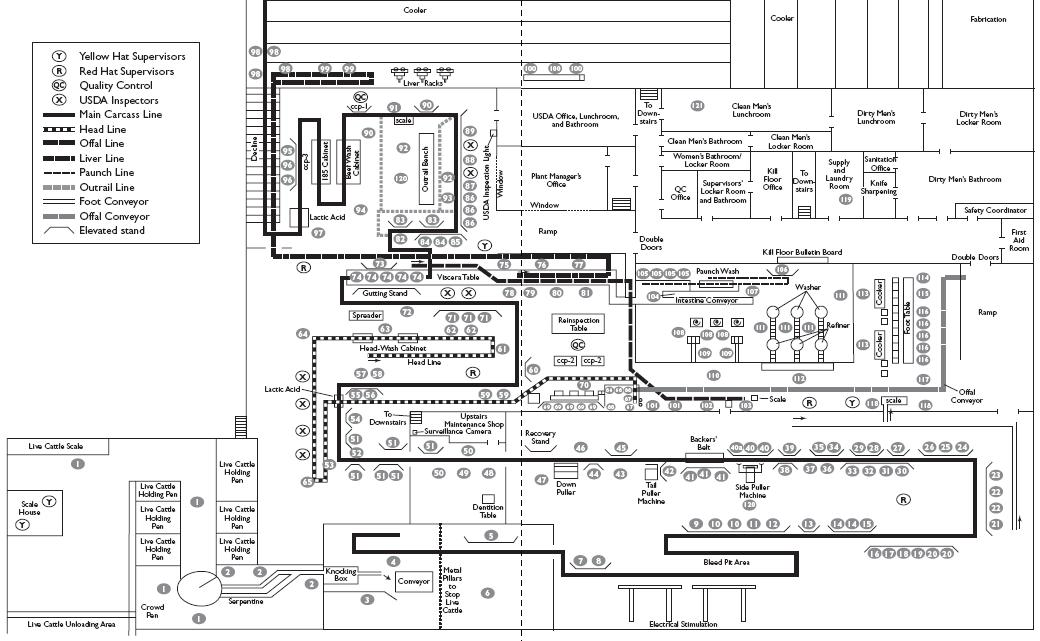 Cooler
Cooler
Fabrication
Y Yellow Hat Supervisors
R Red Hat Supervisors
QC Quality Control
X USDA Inspectors
Main Carcass Line
Head Line
Offal Line
Liver Line
Paunch Line
Outrail Line
Foot Conveyor
Offal Conveyor
Elevated stand
98 98
98 98 99 99
Liver Racks
100 100 100
QC
ccp-1
91 90
scale
90
89
X
88
X
87
86
86
86
92
120
Outrail Bench
92
93
USDA Inspection Light
Window
Decline
95
96
96
ccp-3
185 Cabinet
Beef Wash
Cabinet
94
Lactic Acid
97
83 83
82 84 84 85
Y
USDA Office, Lunchroom,
and Bathroom
To
Down-
stairs
121
Clean Men's
Lunchroom
Dirty Men's
Lunchroom
Dirty Men's
Locker Room
Clean Men's Bathroom
Clean Men's
Locker Room
Women's Bathroom/
Locker Room
Plant Manager's
Office
Window
QC
Office
Supervisors'
Locker Room
and Bathroom
Kill
Floor
Office
To
Down-
stairs
Supply
and
Laundry
Room
119
Sanitation
Office
Knife
Sharpening
Dirty Men's Bathroom
Safety Coordinator
First
Aid
Room
Ramp
Double
Doors
Double Doors
Kill Floor Bulletin Board
R
73
74 74 74 74 74
Viscera Table
75 76 77
Gutting Stand
X X
78 79 80 81
105 105 105 105
Paunch Wash
106
104
107
Intestine Conveyor
Washer
111
111 111 111
Refiner
108 108 108
109 109
110
112
113
113
Cooker
Cooker
Foot Table
114
115
116
116
116
116
116
117
Ramp
Spreader
72
71 71 71
62 62
Reinspection
Table
QC
ccp-2 ccp-2
64
63
Head-Wash Cabinet
61
Head Line
57 58
R
60
70
X
Lactic Acid
X
55 56
59 59
101 101 102 103
Scale
R Y
118
scale
118
Offal
Conveyor
54
To
Downstairs
Upstairs
Maintenance Shop
Surveillance Camera
X
X
51
52
53
65
51
51
51 51
50
50 49 48
Recovery
Stand
46 45
47
Down
Puller
44 43
Backers'
Belt
42
41 41 41
Tail
Puller
Machine
40a 40 40
Side Puller
Machine
120
39 35 34 29 28 27 26 25 24
38 37 36 33 32 31 30
R
23
22
22
21
Dentition
Table
9 10 10 11 12 13 14 14 15
16 17 18 19 20 20
Live Cattle Scale
1
Scale
House
Y
Y
Live Cattle
Holding
Pen
Live Cattle
Holding Pen
Live Cattle
Holding
Pen
Live Cattle
Holding
Pen
Live Cattle
Holding
Pen
Live Cattle
Holding
Pen
1
1
1
2 2
2
Crowd
Pen
Serpentine
Live Cattle Unloading Area
Knocking
Box
3
4
Conveyor
Metal
Pillars
to
Stop
Live
Cattle
5
6
7 8
Bleed Pit Area
Electrical Stimulation